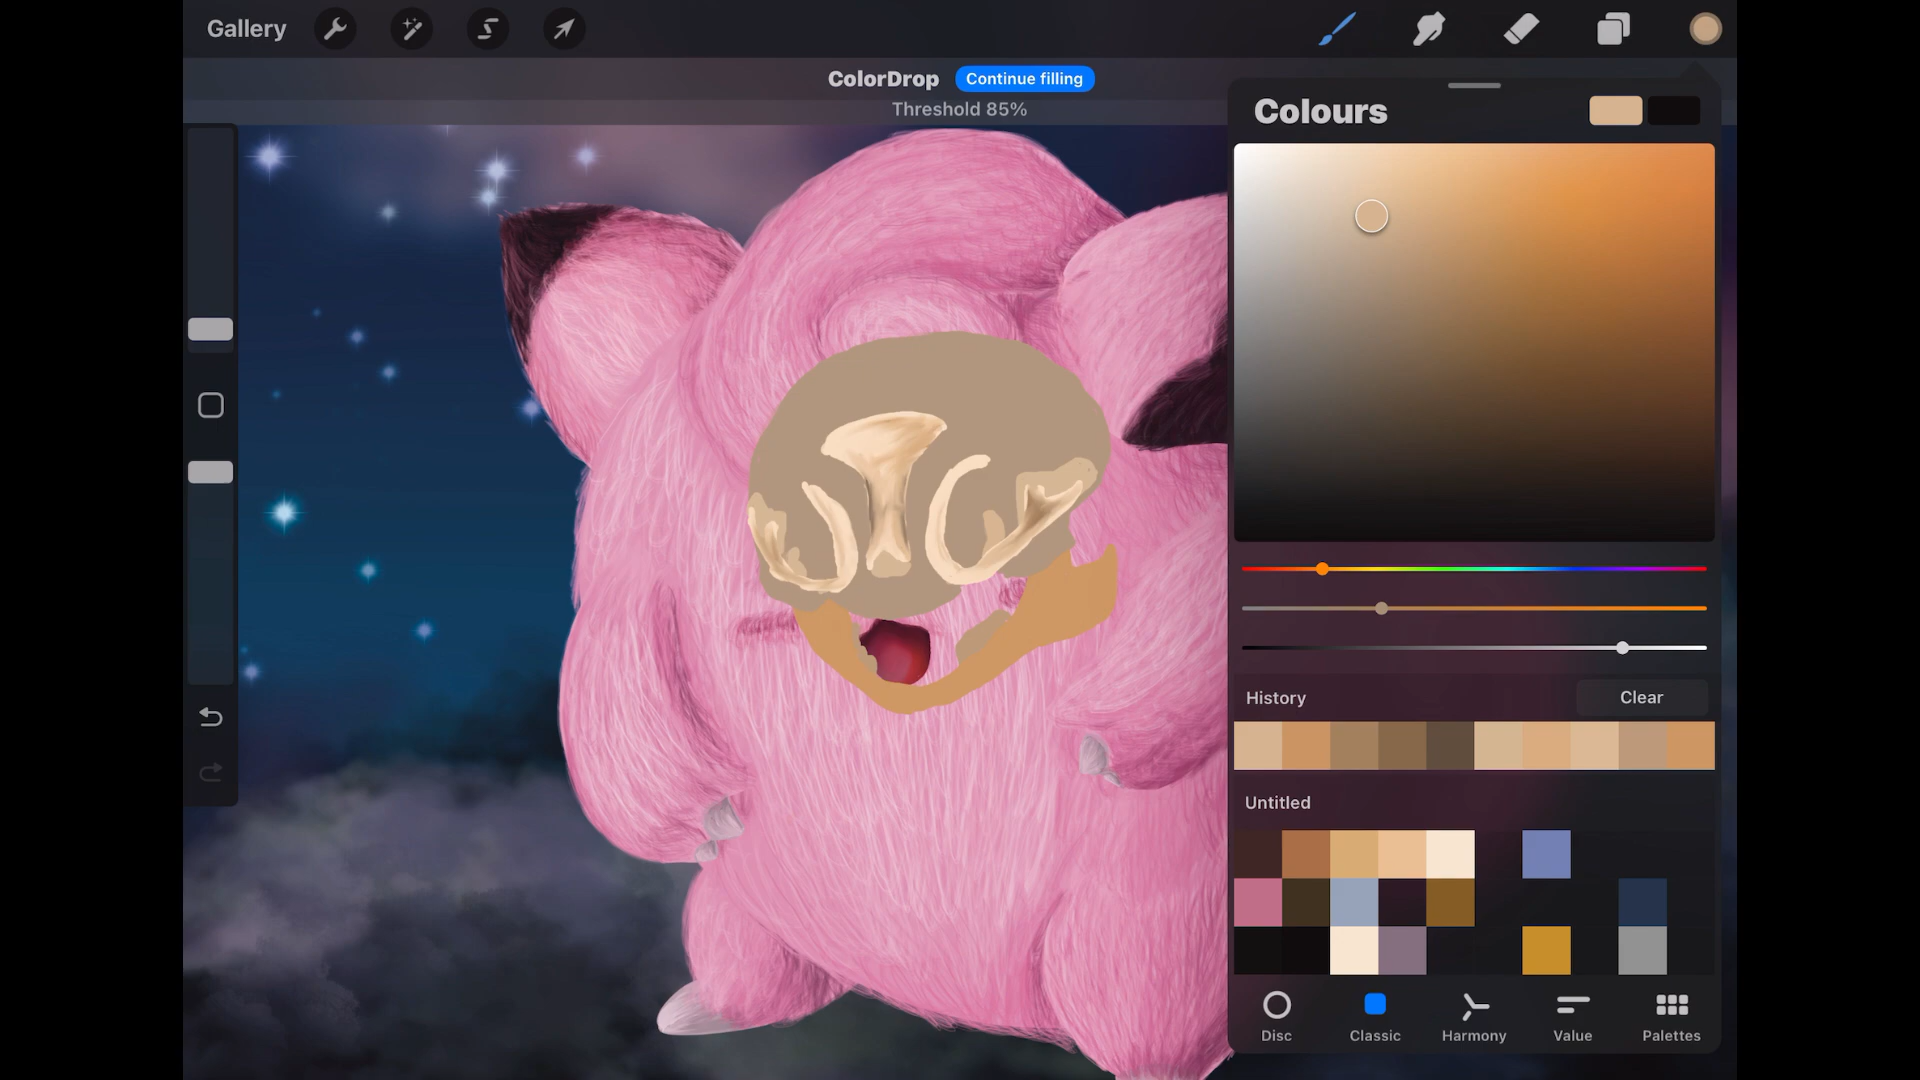 Gallery
ColorDrop Continue filling
Threshold 85%
Colours
History Clear
Untitled
Disc Classic Harmony Value Palettes